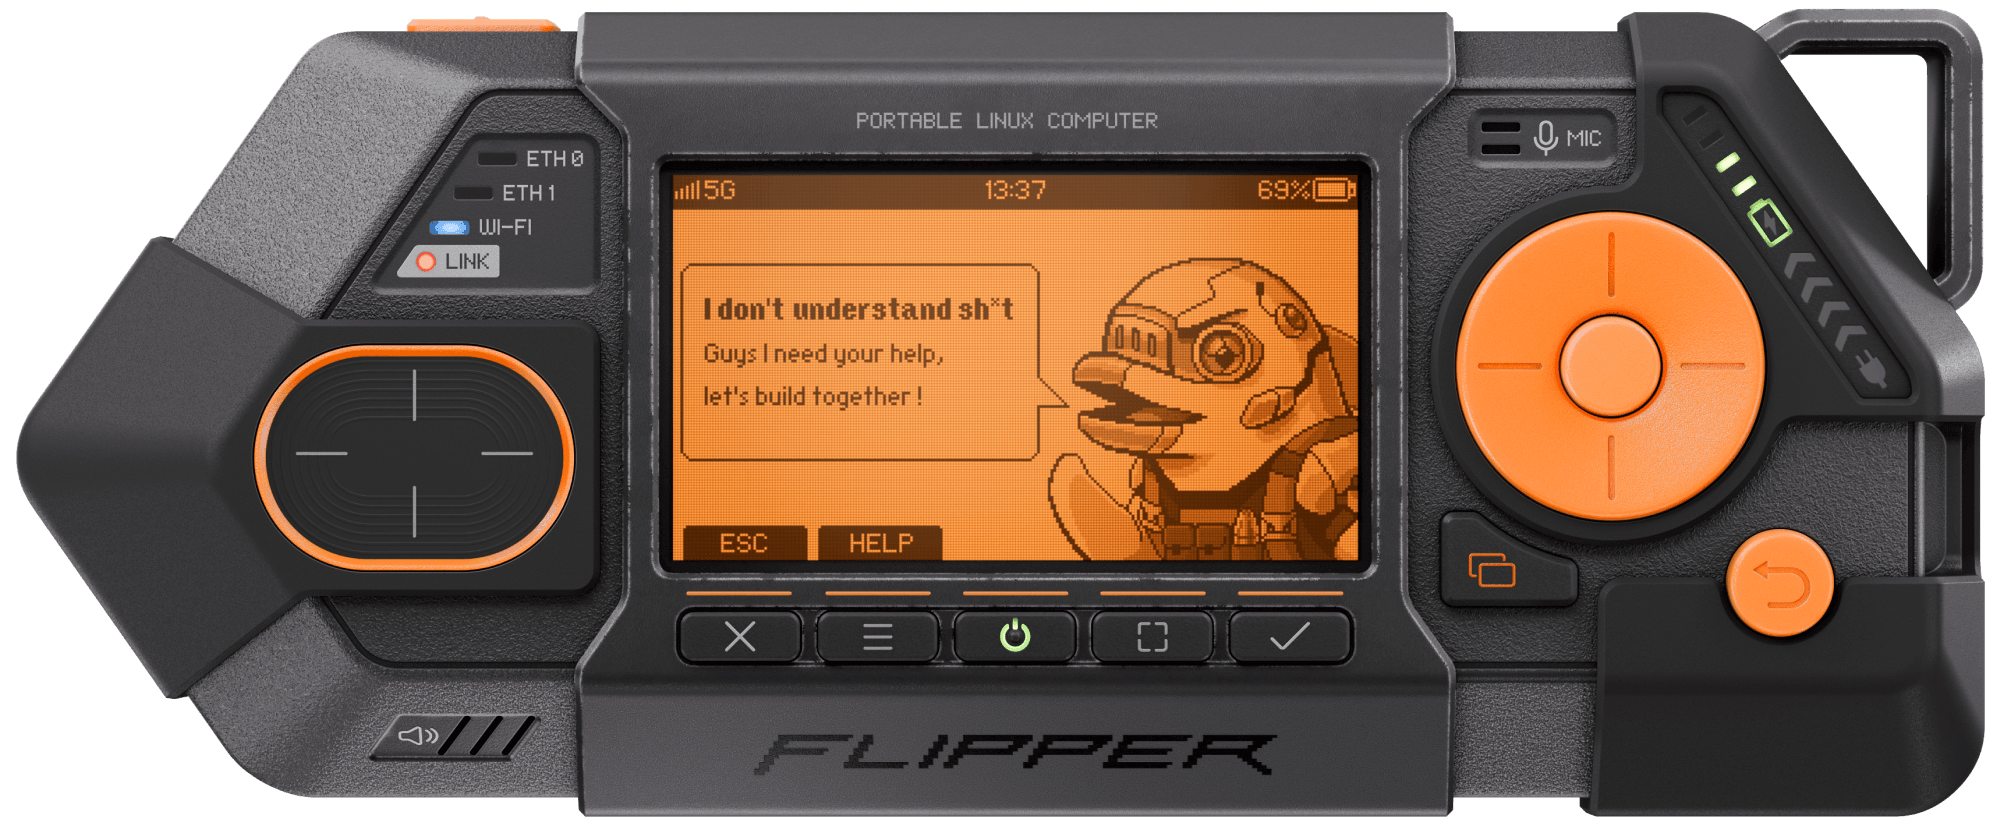 PORTABLE LINUX COMPUTER
ETH 0
ETH 1
WI-FI
LINK
MIC
5G
13:37
69%
I don't understand sh*t
Guys I need your help,
let's build together !
ESC
HELP
FLIPPER